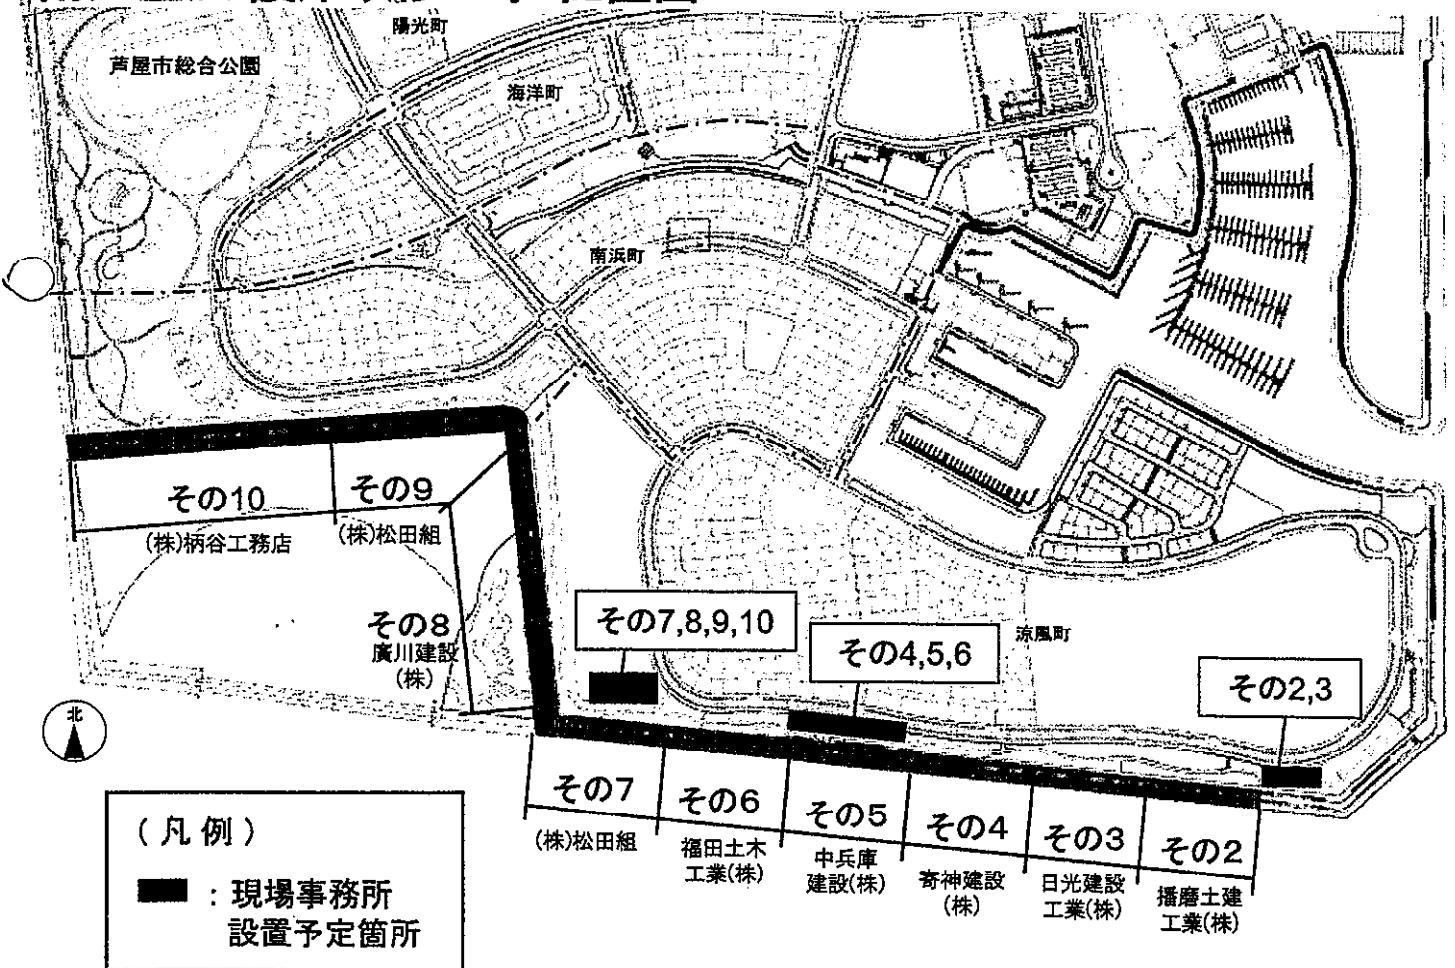 陽光町
芦屋市総合公園
海洋町
南浜町
その10
(株)柄谷工務店
その9
(株)松田組
その8
廣川建設
(株)
その7,8,9,10
その4,5,6
涼風町
その2,3
北
その7
(株)松田組
その6
福田土木
工業(株)
その5
中兵庫
建設(株)
その4
寄神建設
(株)
その3
日光建設
工業(株)
その2
播磨土建
工業(株)
(凡例)
:現場事務所
設置予定箇所